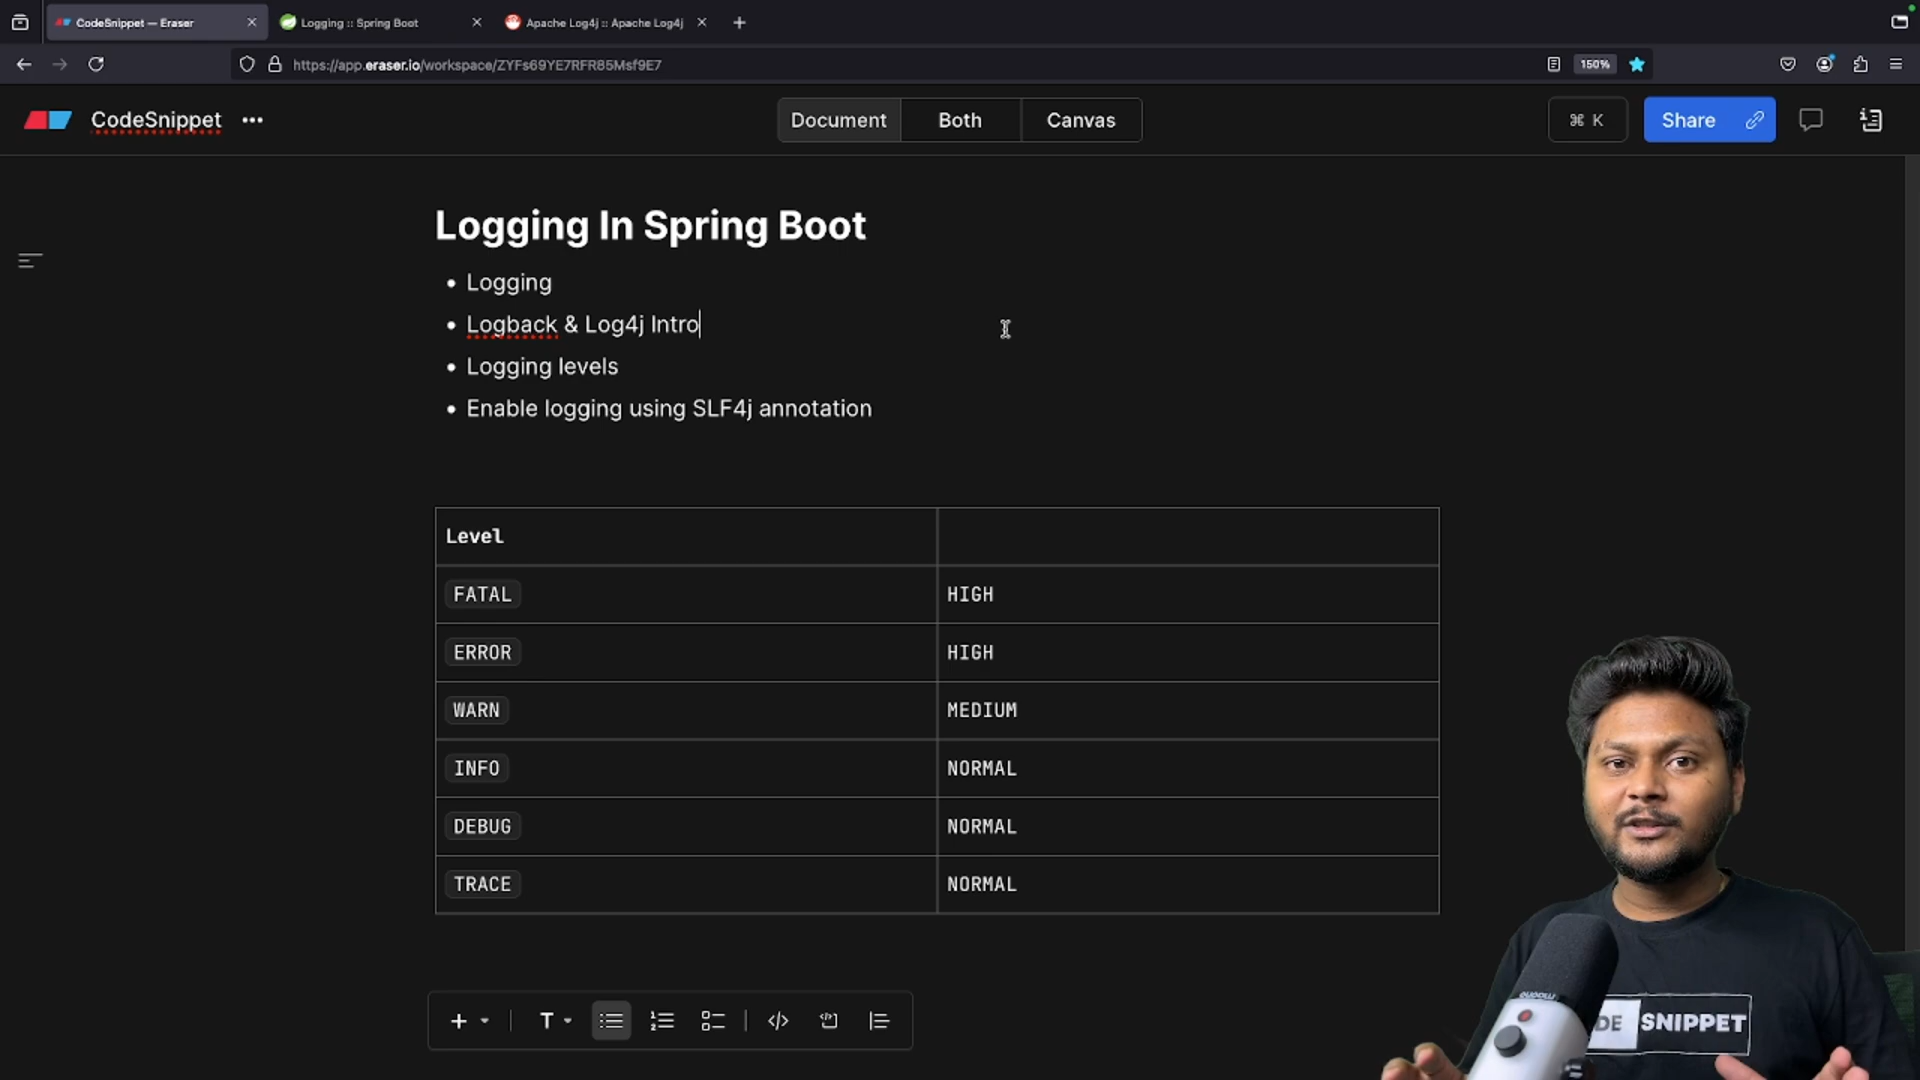 CodeSnippet — Eraser
Logging :: Spring Boot
Apache Log4j :: Apache Log4j
https://app.eraser.io/workspace/ZYFs69YE7RFR85Msf9E7
150%
CodeSnippet
Document
Both
Canvas
⌘ K
Share
Logging In Spring Boot
• Logging
• Logback & Log4j Intro
• Logging levels
• Enable logging using SLF4j annotation
Level
FATAL HIGH
ERROR HIGH
WARN MEDIUM
INFO NORMAL
DEBUG NORMAL
TRACE NORMAL
T
DE SNIPPET
maono